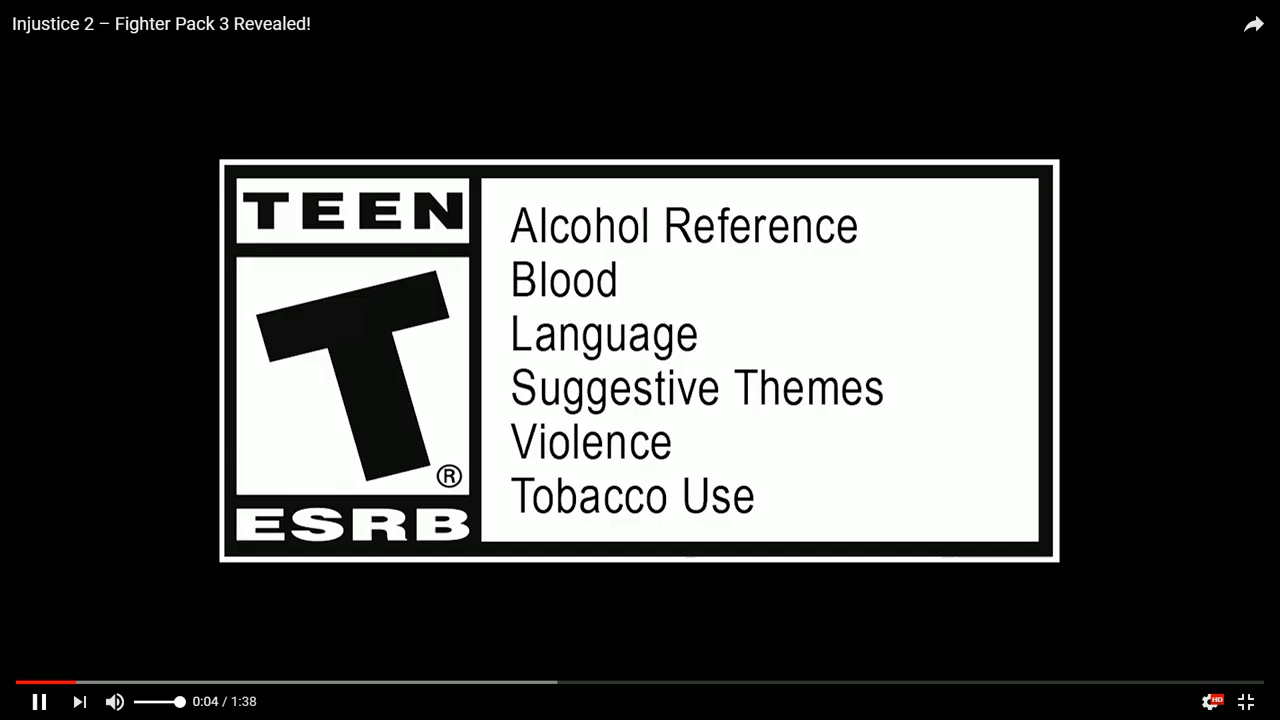 Injustice 2 – Fighter Pack 3 Revealed!
TEEN
T®
ESRB
Alcohol Reference
Blood
Language
Suggestive Themes
Violence
Tobacco Use
0:04 / 1:38
HD